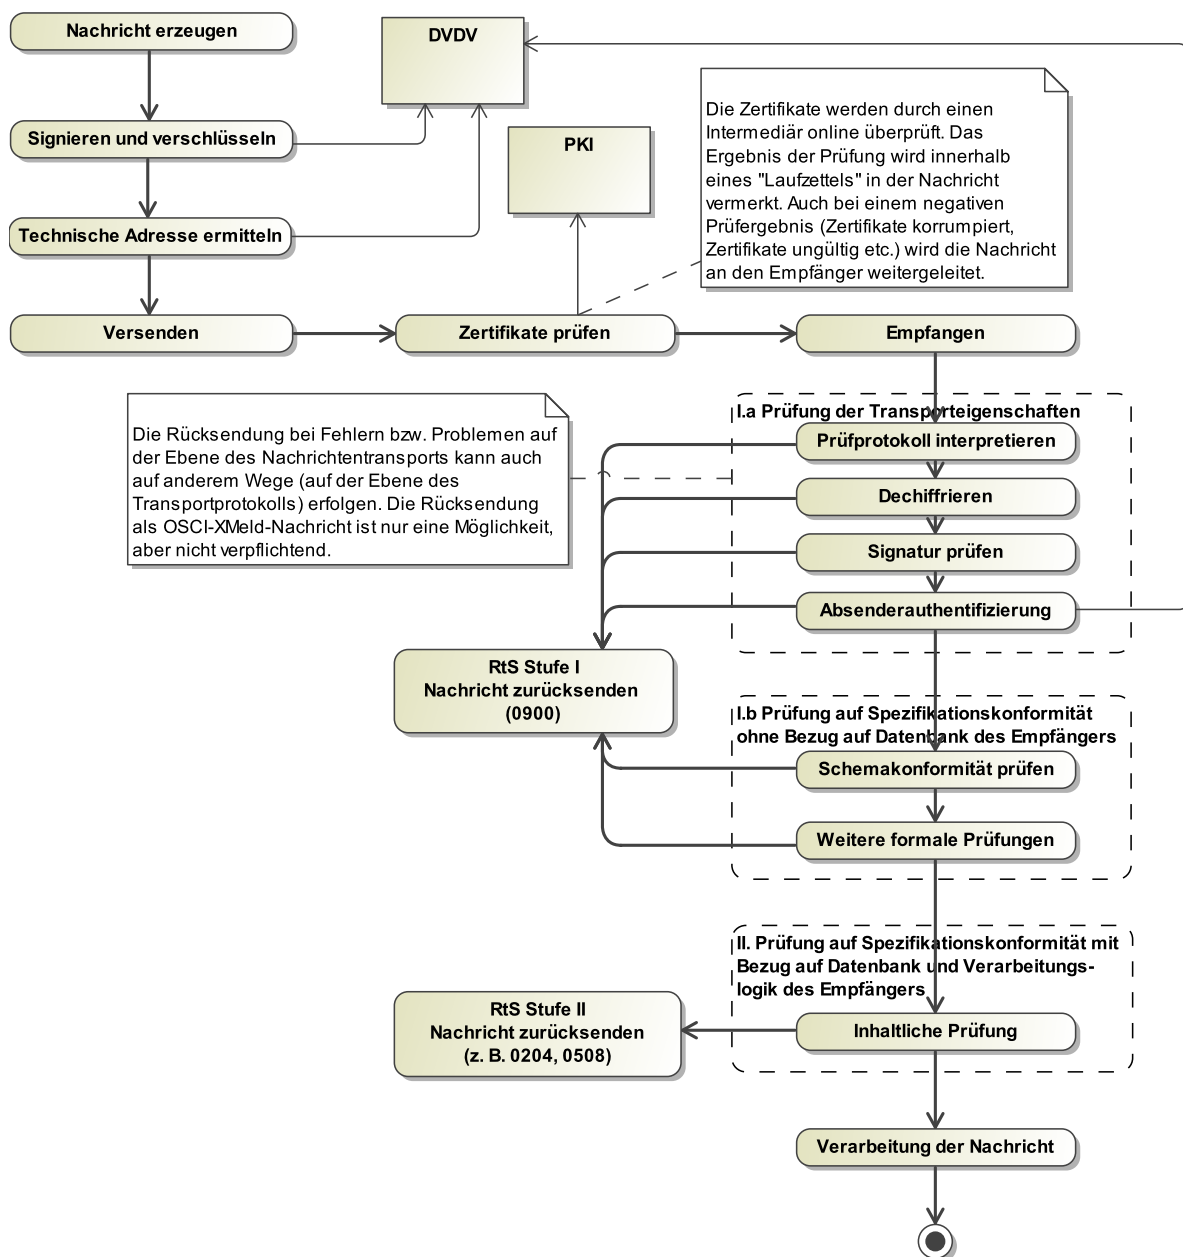 Nachricht erzeugen
DVDV
Signieren und verschlüsseln
PKI
Die Zertifikate werden durch einen
Intermediär online überprüft. Das
Ergebnis der Prüfung wird innerhalb
eines "Laufzettels" in der Nachricht
vermerkt. Auch bei einem negativen
Prüfergebnis (Zertifikate korrumpiert,
Zertifikate ungültig etc.) wird die Nachricht
an den Empfänger weitergeleitet.
Technische Adresse ermitteln
Versenden
Zertifikate prüfen
Empfangen
Die Rücksendung bei Fehlern bzw. Problemen auf
der Ebene des Nachrichtentransports kann auch
auf anderem Wege (auf der Ebene des
Transportprotokolls) erfolgen. Die Rücksendung
als OSCI-XMeld-Nachricht ist nur eine Möglichkeit,
aber nicht verpflichtend.
I.a Prüfung der Transporteigenschaften
Prüfprotokoll interpretieren
Dechiffrieren
Signatur prüfen
Absenderauthentifizierung
RtS Stufe I
Nachricht zurücksenden
(0900)
I.b Prüfung auf Spezifikationskonformität
ohne Bezug auf Datenbank des Empfängers
Schemakonformität prüfen
Weitere formale Prüfungen
II. Prüfung auf Spezifikationskonformität mit
Bezug auf Datenbank und Verarbeitungs-
logik des Empfängers
RtS Stufe II
Nachricht zurücksenden
(z. B. 0204, 0508)
Inhaltliche Prüfung
Verarbeitung der Nachricht